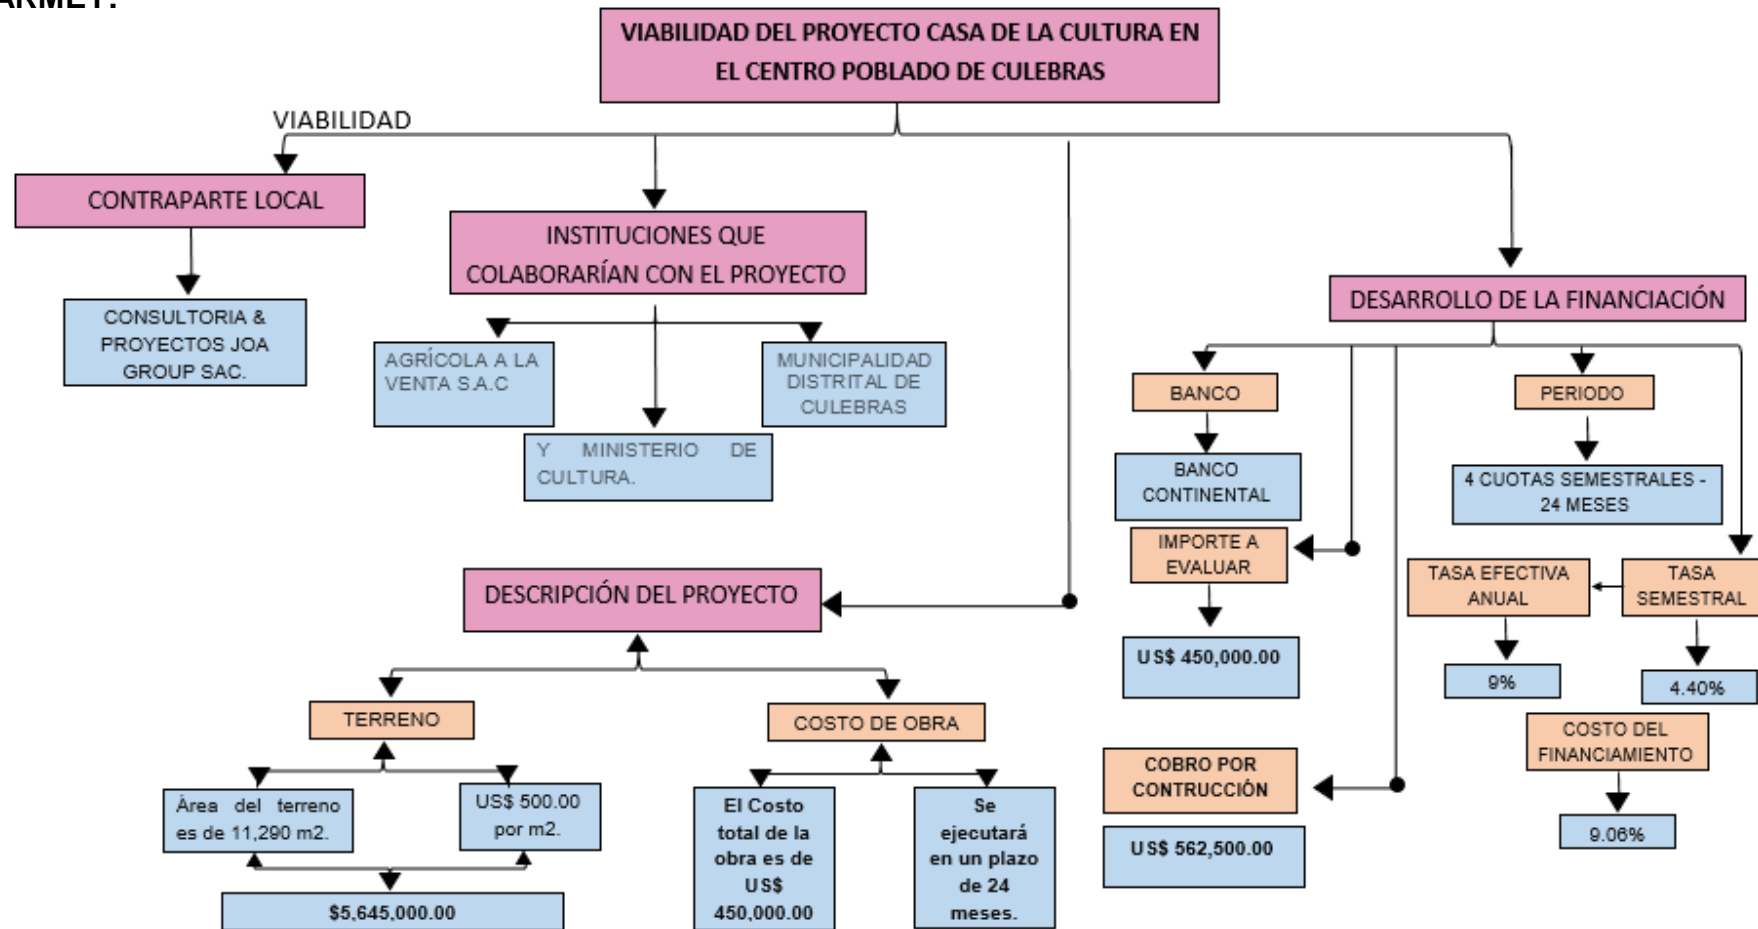 VIABILIDAD DEL PROYECTO CASA DE LA CULTURA EN
EL CENTRO POBLADO DE CULEBRAS
VIABILIDAD
CONTRAPARTE LOCAL
CONSULTORIA &
PROYECTOS JOA
GROUP SAC.
INSTITUCIONES QUE
COLABORARÍAN CON EL PROYECTO
AGRÍCOLA A LA
VENTA S.A.C
MUNICIPALIDAD
DISTRITAL DE
CULEBRAS
Y MINISTERIO DE
CULTURA.
DESCRIPCIÓN DEL PROYECTO
TERRENO
Área del terreno
es de 11,290 m2.
US$ 500.00
por m2.
$5,645,000.00
COSTO DE OBRA
El Costo
total de la
obra es de
US$
450,000.00
Se
ejecutará
en un plazo
de 24
meses.
DESARROLLO DE LA FINANCIACIÓN
BANCO
BANCO
CONTINENTAL
IMPORTE A
EVALUAR
US$ 450,000.00
COBRO POR
CONTRUCCIÓN
US$ 562,500.00
PERIODO
4 CUOTAS SEMESTRALES -
24 MESES
TASA EFECTIVA
ANUAL
9%
TASA
SEMESTRAL
4.40%
COSTO DEL
FINANCIAMIENTO
9.06%